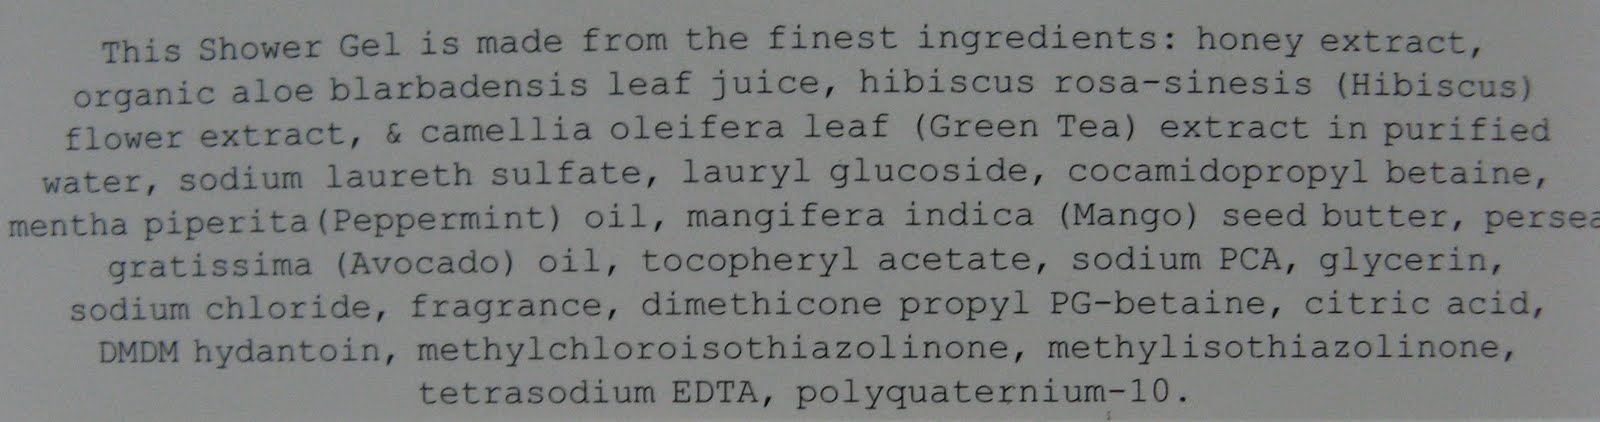 This Shower Gel is made from the finest ingredients: honey extract,
organic aloe blarbadensis leaf juice, hibiscus rosa-sinesis (Hibiscus)
flower extract, & camellia oleifera leaf (Green Tea) extract in purified
water, sodium laureth sulfate, lauryl glucoside, cocamidopropyl betaine,
mentha piperita (Peppermint) oil, mangifera indica (Mango) seed butter, persea
gratissima (Avocado) oil, tocopheryl acetate, sodium PCA, glycerin,
sodium chloride, fragrance, dimethicone propyl PG-betaine, citric acid,
DMDM hydantoin, methylchloroisothiazolinone, methylisothiazolinone,
tetrasodium EDTA, polyquaternium-10.